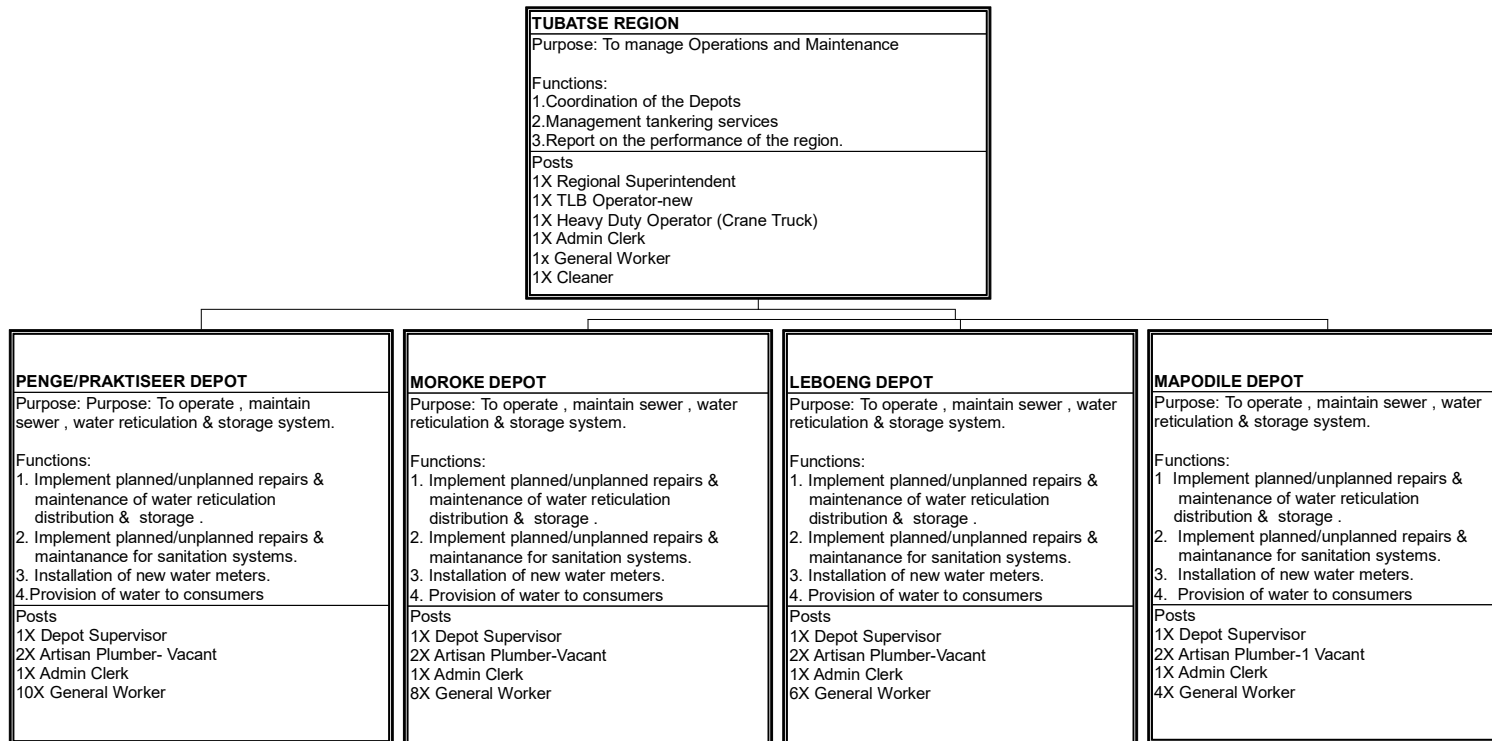 TUBATSE REGION
Purpose: To manage Operations and Maintenance
Functions:
1.Coordination of the Depots
2.Management tankering services
3.Report on the performance of the region.
Posts
1X Regional Superintendent
1X TLB Operator-new
1X Heavy Duty Operator (Crane Truck)
1X Admin Clerk
1x General Worker
1X Cleaner
PENGE/PRAKTISEER DEPOT
Purpose: Purpose: To operate , maintain
sewer , water reticulation & storage system.
Functions:
1. Implement planned/unplanned repairs &
maintenance of water reticulation
distribution & storage .
2. Implement planned/unplanned repairs &
maintanance for sanitation systems.
3. Installation of new water meters.
4.Provision of water to consumers
Posts
1X Depot Supervisor
2X Artisan Plumber- Vacant
1X Admin Clerk
10X General Worker
MOROKE DEPOT
Purpose: To operate , maintain sewer , water
reticulation & storage system.
Functions:
1. Implement planned/unplanned repairs &
maintenance of water reticulation
distribution & storage .
2. Implement planned/unplanned repairs &
maintanance for sanitation systems.
3. Installation of new water meters.
4. Provision of water to consumers
Posts
1X Depot Supervisor
2X Artisan Plumber-Vacant
1X Admin Clerk
8X General Worker
LEBOENG DEPOT
Purpose: To operate , maintain sewer , water
reticulation & storage system.
Functions:
1. Implement planned/unplanned repairs &
maintenance of water reticulation
distribution & storage .
2. Implement planned/unplanned repairs &
maintanance for sanitation systems.
3. Installation of new water meters.
4. Provision of water to consumers
Posts
1X Depot Supervisor
2X Artisan Plumber-Vacant
1X Admin Clerk
6X General Worker
MAPODILE DEPOT
Purpose: To operate , maintain sewer , water
reticulation & storage system.
Functions:
1 Implement planned/unplanned repairs &
maintenance of water reticulation
distribution & storage .
2. Implement planned/unplanned repairs &
maintanance for sanitation systems.
3. Installation of new water meters.
4. Provision of water to consumers
Posts
1X Depot Supervisor
2X Artisan Plumber-1 Vacant
1X Admin Clerk
4X General Worker